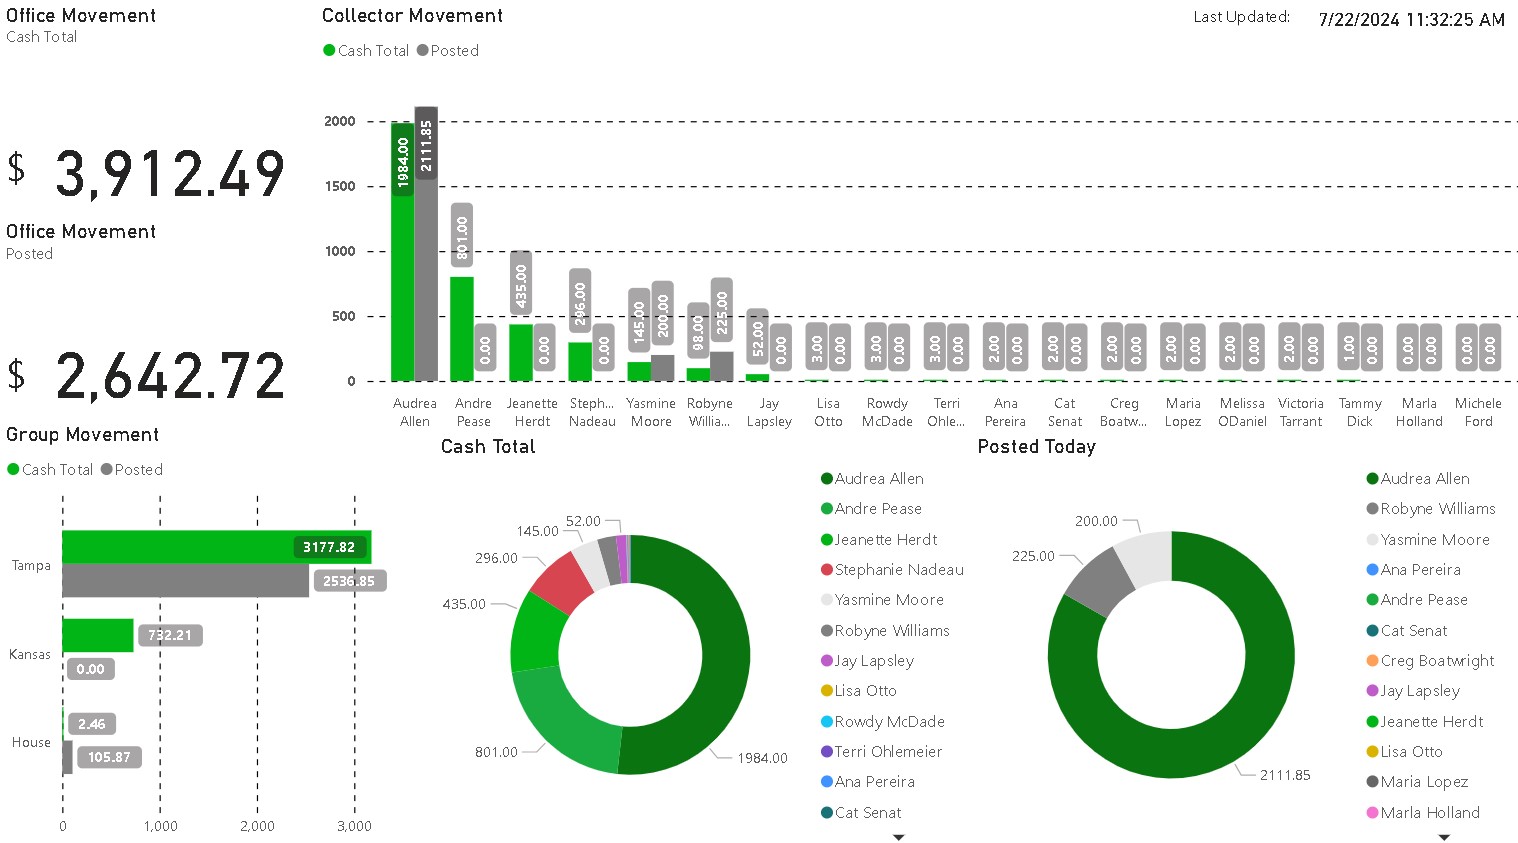 Office Movement
Cash Total
$ 3,912.49
Office Movement
Posted
$ 2,642.72
Collector Movement
Cash Total Posted
Last Updated: 7/22/2024 11:32:25 AM
2000
1500
1000
500
0
1984.00 2111.85
801.00 0.00
435.00 0.00
296.00 0.00
145.00 200.00
98.00 225.00
52.00 0.00
3.00 0.00
3.00 0.00
3.00 0.00
2.00 0.00
2.00 0.00
2.00 0.00
2.00 0.00
2.00 0.00
2.00 0.00
1.00 0.00
0.00 0.00
0.00 0.00
Audrea Allen
Andre Pease
Jeanette Herdt
Steph... Nadeau
Yasmine Moore
Robyne Willia...
Jay Lapsley
Lisa Otto
Rowdy McDade
Terri Ohle...
Ana Pereira
Cat Senat
Creg Boatw...
Maria Lopez
Melissa ODaniel
Victoria Tarrant
Tammy Dick
Marla Holland
Michele Ford
Group Movement
Cash Total Posted
Tampa
3177.82
2536.85
Kansas
732.21
0.00
House
2.46
105.87
0 1,000 2,000 3,000
Cash Total
52.00
145.00
296.00
435.00
801.00
1984.00
Audrea Allen
Andre Pease
Jeanette Herdt
Stephanie Nadeau
Yasmine Moore
Robyne Williams
Jay Lapsley
Lisa Otto
Rowdy McDade
Terri Ohlemeier
Ana Pereira
Cat Senat
Posted Today
200.00
225.00
2111.85
Audrea Allen
Robyne Williams
Yasmine Moore
Ana Pereira
Andre Pease
Cat Senat
Creg Boatwright
Jay Lapsley
Jeanette Herdt
Lisa Otto
Maria Lopez
Marla Holland